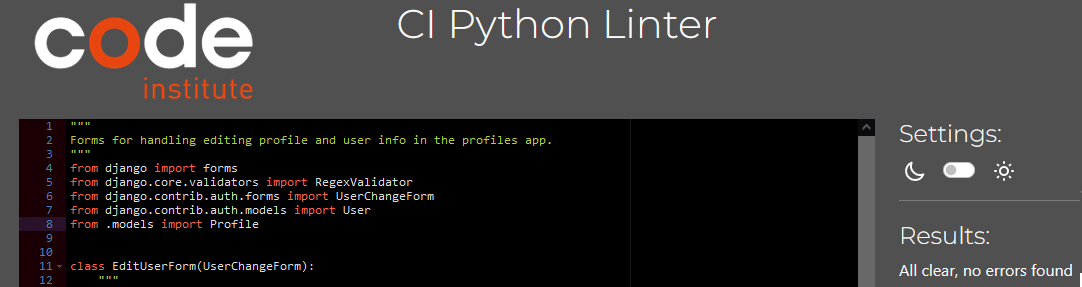 code
institute
CI Python Linter
1 """
2 Forms for handling editing profile and user info in the profiles app.
3 """
4 from django import forms
5 from django.core.validators import RegexValidator
6 from django.contrib.auth.forms import UserChangeForm
7 from django.contrib.auth.models import User
8 from .models import Profile
9
10
11 class EditUserForm(UserChangeForm):
12     """
Settings:
Results:
All clear, no errors found